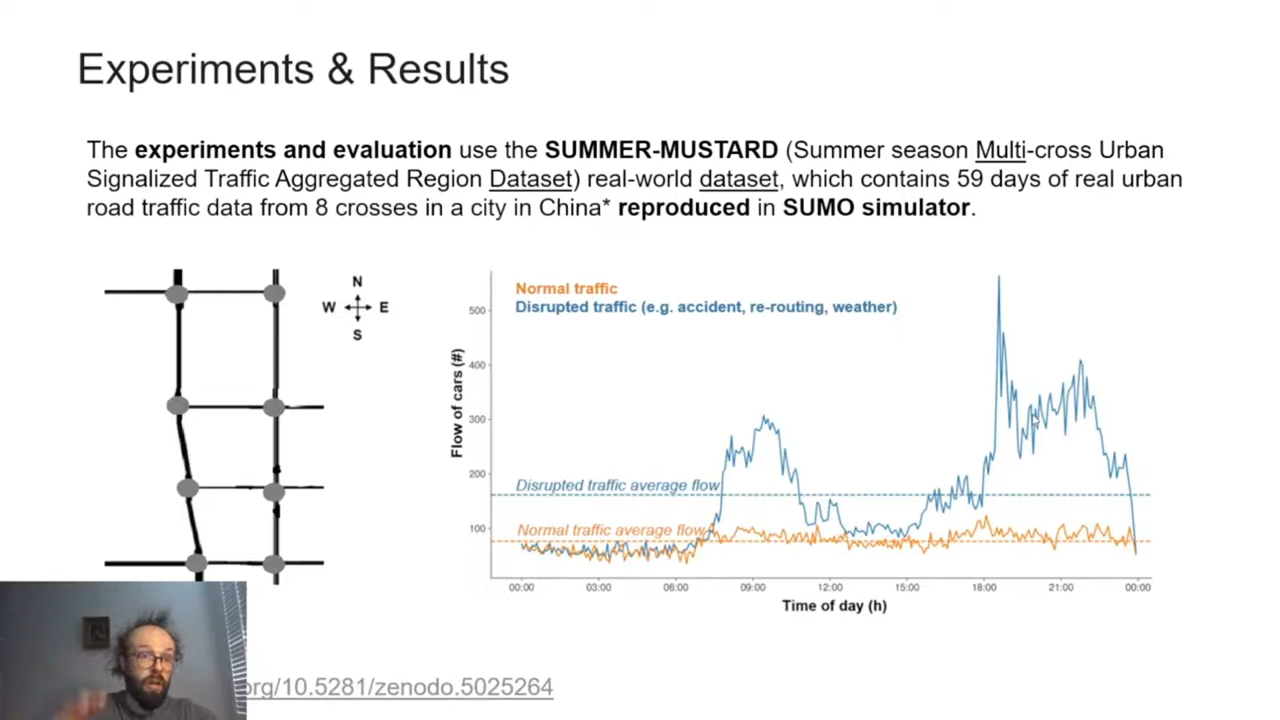 Experiments & Results
The experiments and evaluation use the SUMMER-MUSTARD (Summer season Multi-cross Urban
Signalized Traffic Aggregated Region Dataset) real-world dataset, which contains 59 days of real urban
road traffic data from 8 crosses in a city in China* reproduced in SUMO simulator.
N
W E
S
Normal traffic
Disrupted traffic (e.g. accident, re-routing, weather)
Flow of cars (#)
500
400
300
200
100
Disrupted traffic average flow
Normal traffic average flow
00:00 03:00 06:00 09:00 12:00 15:00 18:00 21:00 00:00
Time of day (h)
org/10.5281/zenodo.5025264